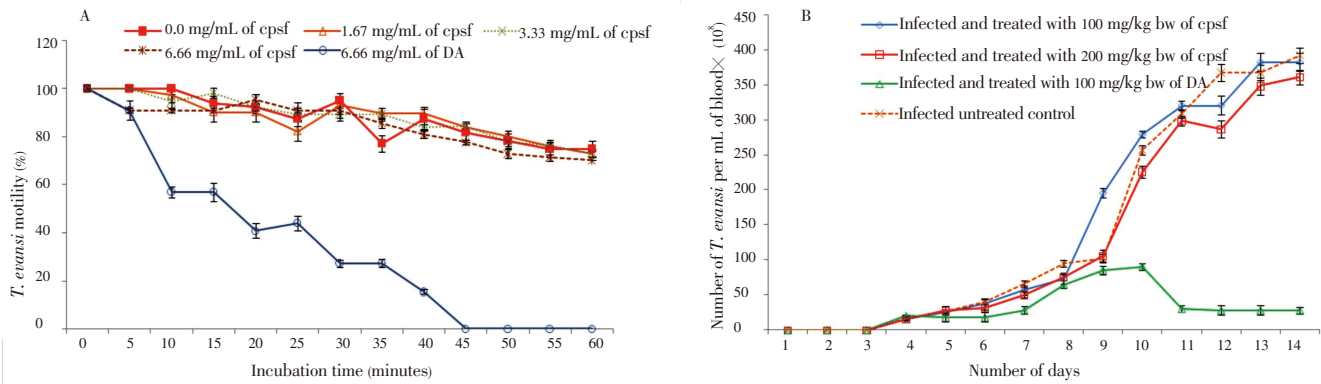 A
0.0 mg/mL of cpsf 1.67 mg/mL of cpsf 3.33 mg/mL of cpsf
6.66 mg/mL of cpsf 6.66 mg/mL of DA
120
100
80
60
40
20
0
T. evansi motility (%)
0 5 10 15 20 25 30 35 40 45 50 55 60
Incubation time (minutes)
B
Infected and treated with 100 mg/kg bw of cpsf
Infected and treated with 200 mg/kg bw of cpsf
Infected and treated with 100 mg/kg bw of DA
Infected untreated control
450
400
350
300
250
200
150
100
50
0
Number of T. evansi per mL of blood× (10⁸)
1 2 3 4 5 6 7 8 9 10 11 12 13 14
Number of days